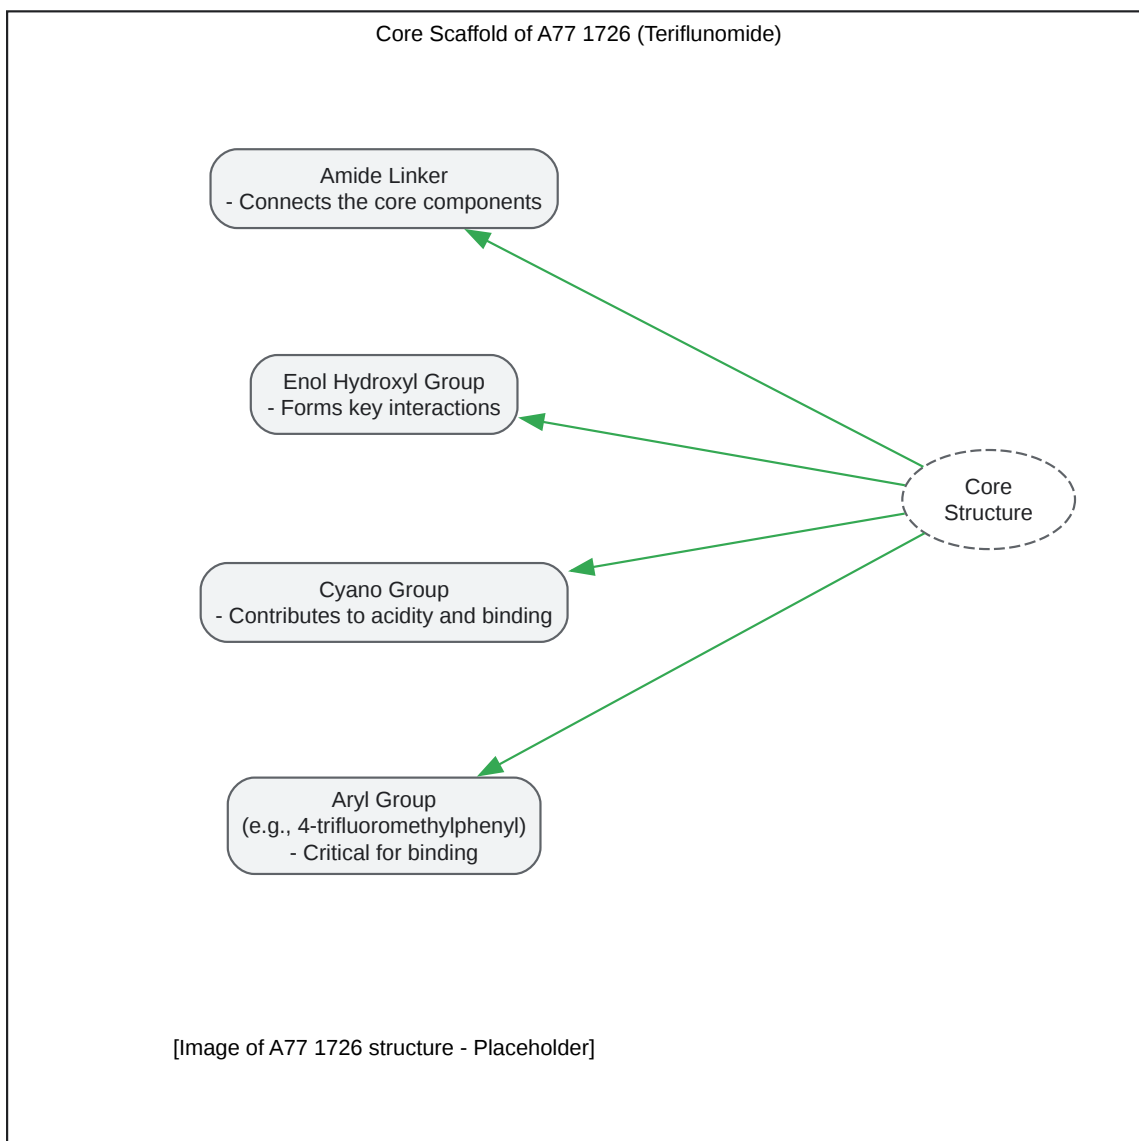 Core Scaffold of A77 1726 (Teriflunomide)
Amide Linker
- Connects the core components
Enol Hydroxyl Group
- Forms key interactions
Core
Structure
Cyano Group
- Contributes to acidity and binding
Aryl Group
(e.g., 4-trifluoromethylphenyl)
- Critical for binding
[Image of A77 1726 structure - Placeholder]